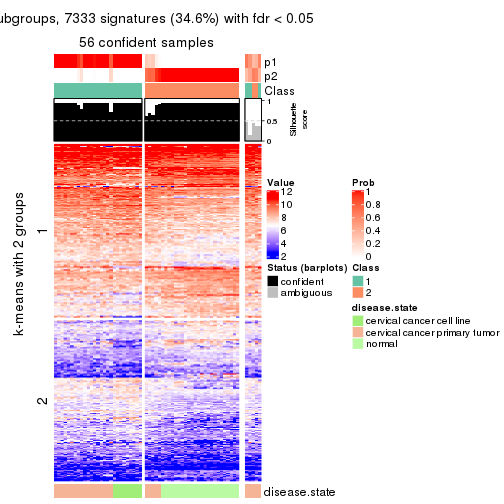 ubgroups, 7333 signatures (34.6%) with fdr < 0.05
56 confident samples
p1
p2
Class
1
0.5
0
Silhouette
score
k-means with 2 groups
1
2
Value
12
10
8
6
4
2
Prob
1
0.8
0.6
0.4
0.2
0
Status (barplots)
confident
ambiguous
Class
1
2
disease.state
cervical cancer cell line
cervical cancer primary tumor
normal
disease.state